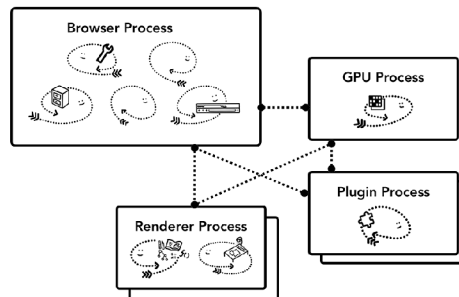 Browser Process
GPU Process
Plugin Process
Renderer Process